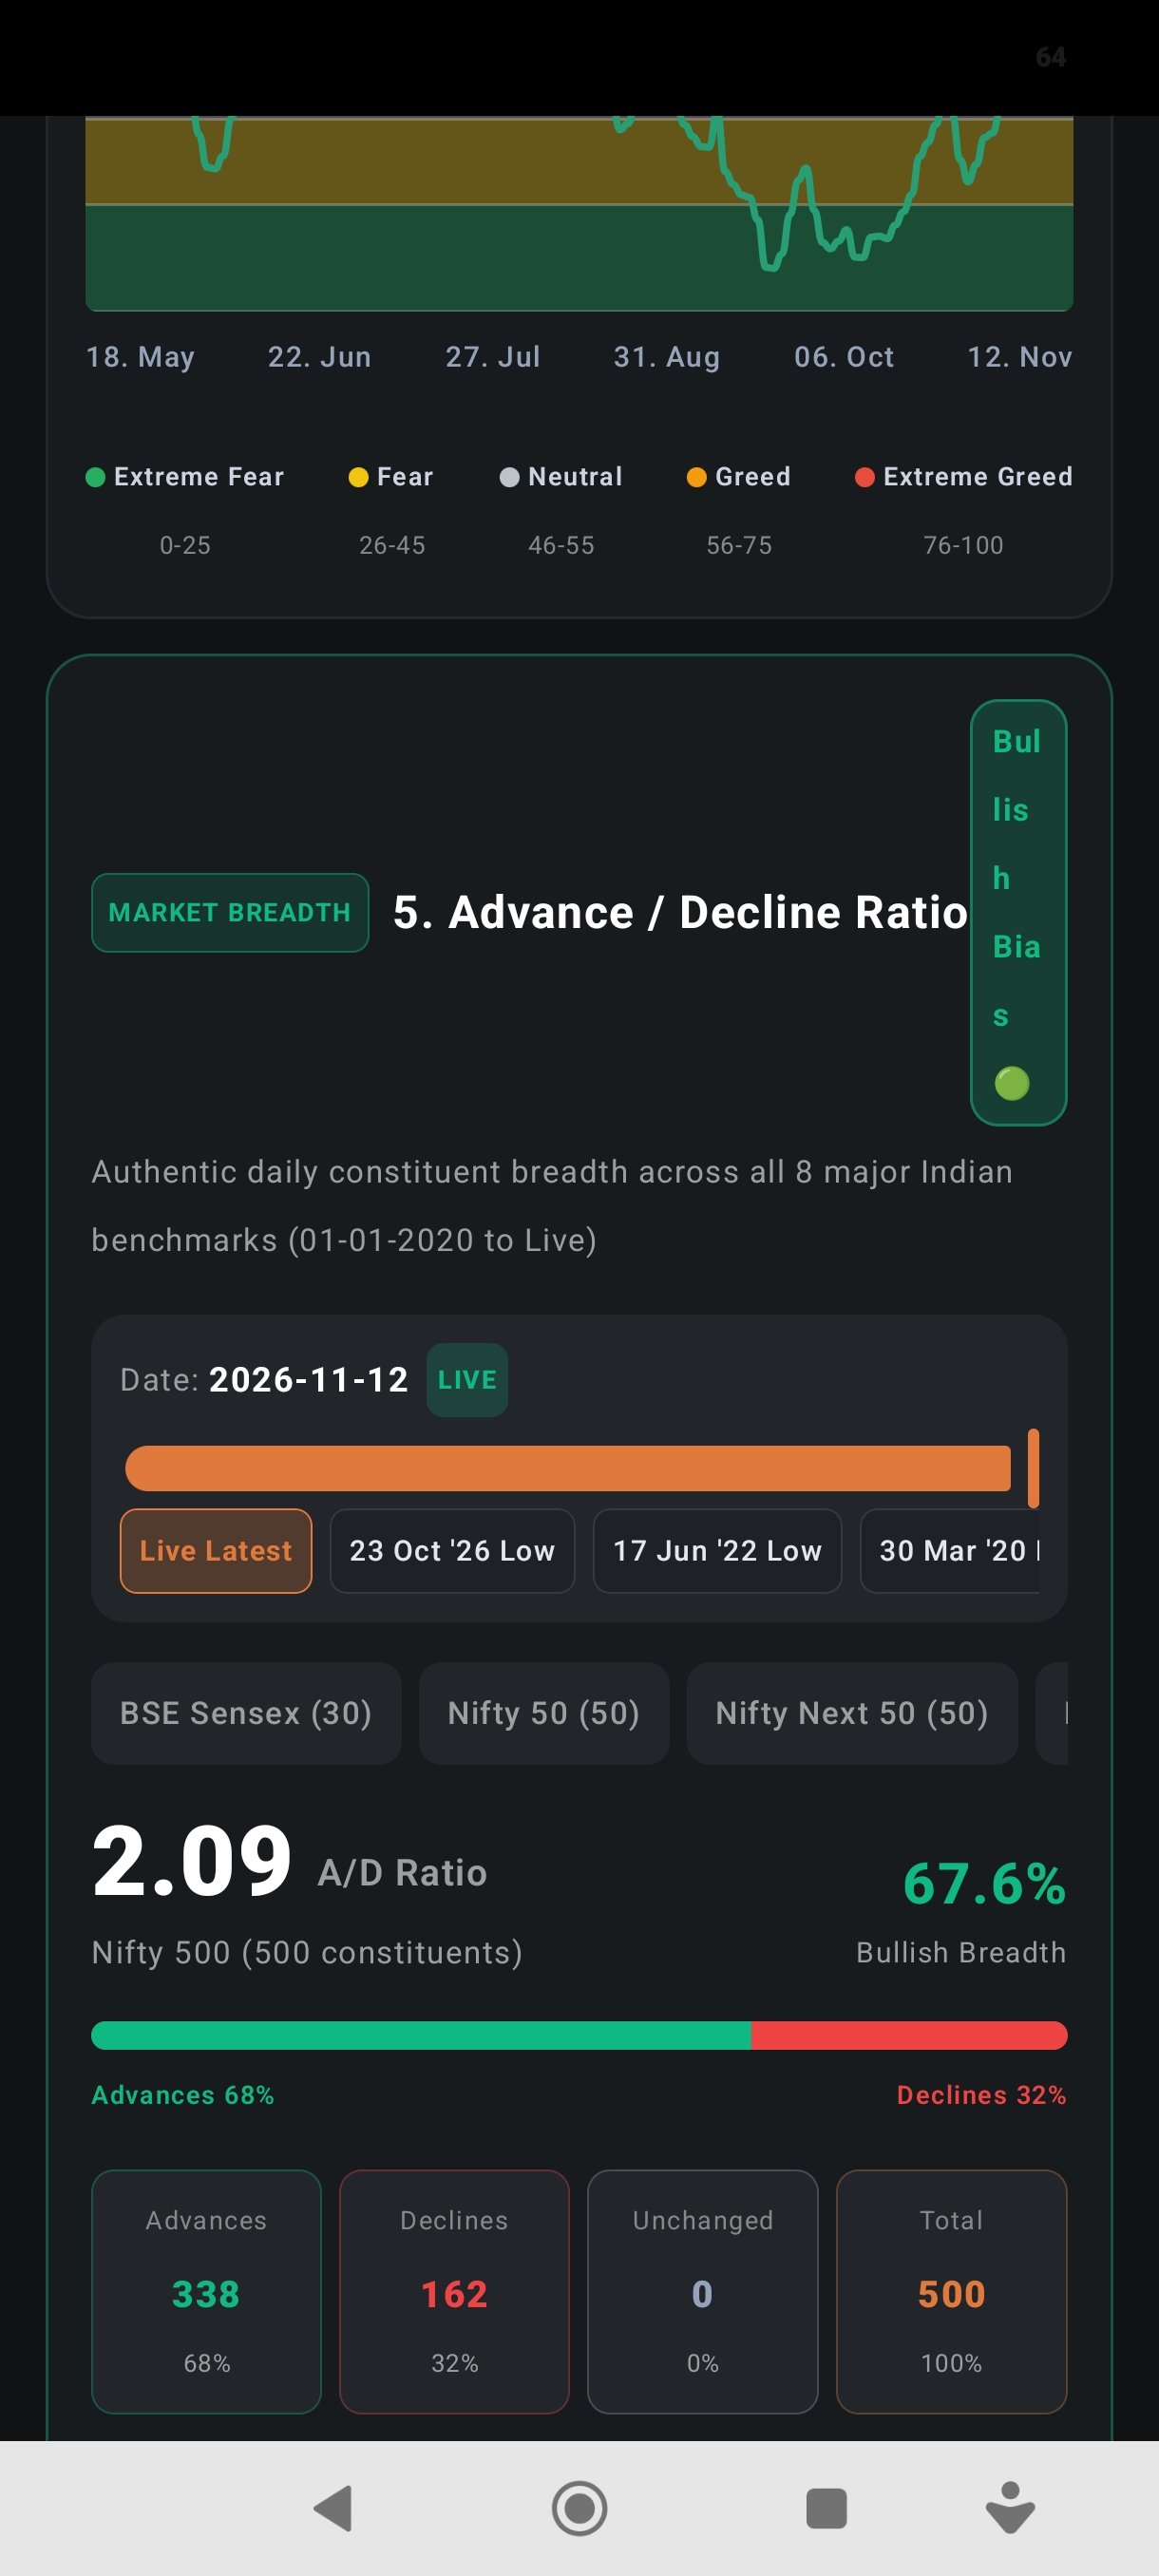 64
18. May 22. Jun 27. Jul 31. Aug 06. Oct 12. Nov
Extreme Fear Fear Neutral Greed Extreme Greed
0-25 26-45 46-55 56-75 76-100
MARKET BREADTH 5. Advance / Decline Ratio
Bul
lis
h
Bia
s
Authentic daily constituent breadth across all 8 major Indian
benchmarks (01-01-2020 to Live)
Date: 2026-11-12 LIVE
Live Latest 23 Oct '26 Low 17 Jun '22 Low 30 Mar '20
BSE Sensex (30) Nifty 50 (50) Nifty Next 50 (50)
2.09 A/D Ratio 67.6%
Nifty 500 (500 constituents) Bullish Breadth
Advances 68% Declines 32%
Advances Declines Unchanged Total
338 162 0 500
68% 32% 0% 100%